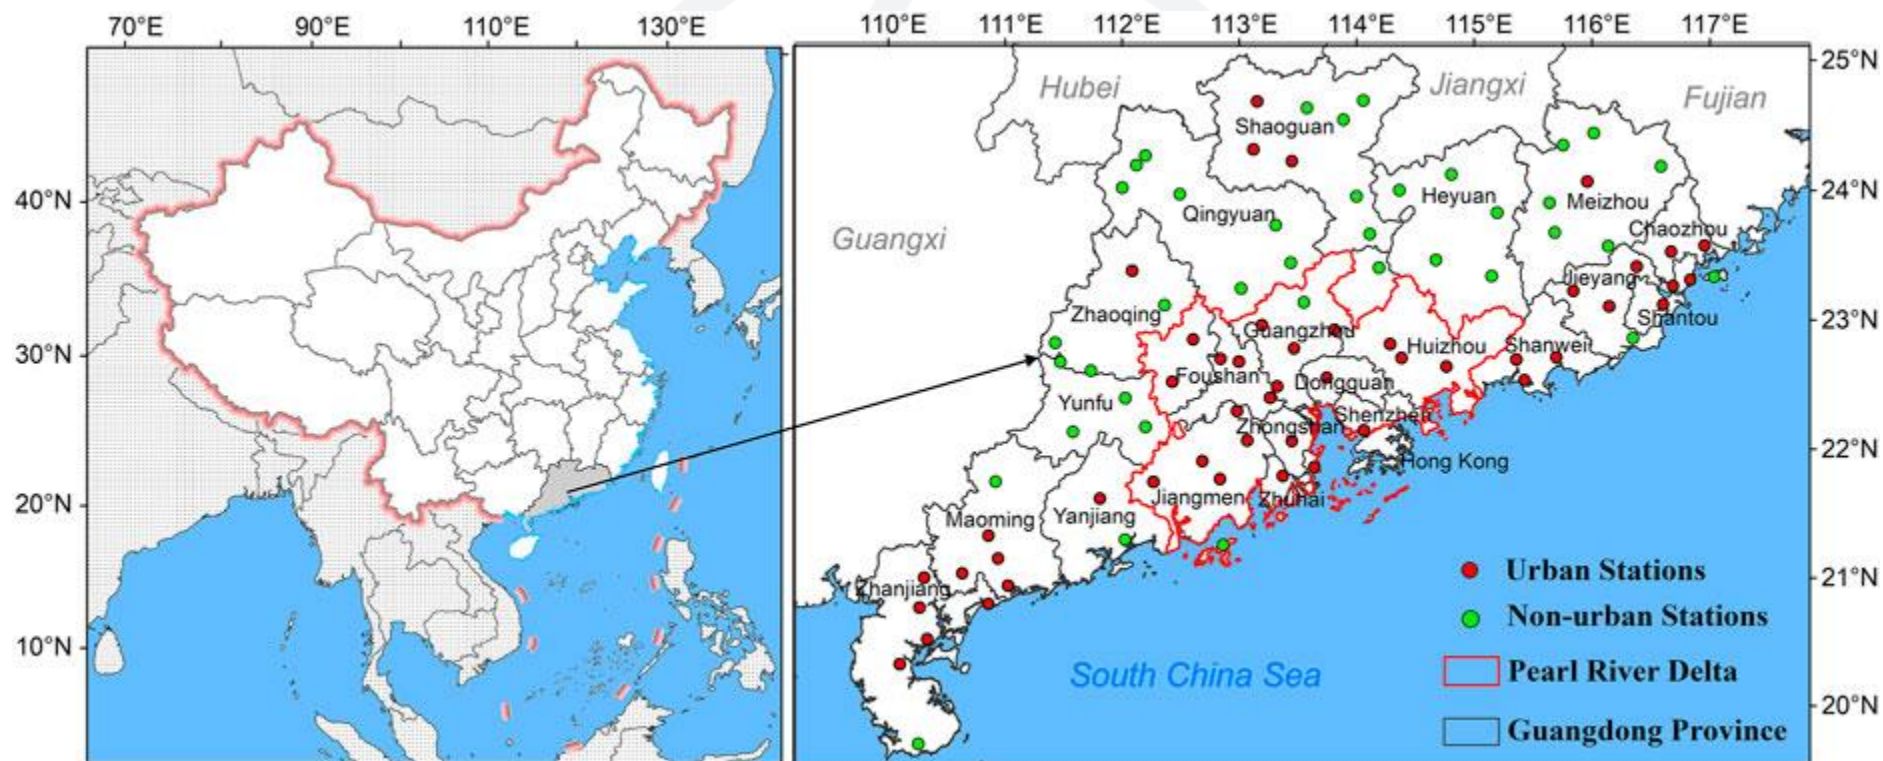 70°E 90°E 110°E 130°E
40°N
30°N
20°N
10°N
110°E 111°E 112°E 113°E 114°E 115°E 116°E 117°E
25°N
24°N
23°N
22°N
21°N
20°N
Hubei
Jiangxi
Fujian
Guangxi
Shaoguan
Heyuan
Meizhou
Qingyuan
Chaozhou
Jieyang
Shantou
Zhaoqing
Guangzhou
Huizhou
Shanwei
Foushan
Dongquan
Yunfu
Shenzhen
Zhongshan
Hong Kong
Jiangmen
Zhuhai
Maoming
Yanjiang
Zhanjiang
South China Sea
Urban Stations
Non-urban Stations
Pearl River Delta
Guangdong Province